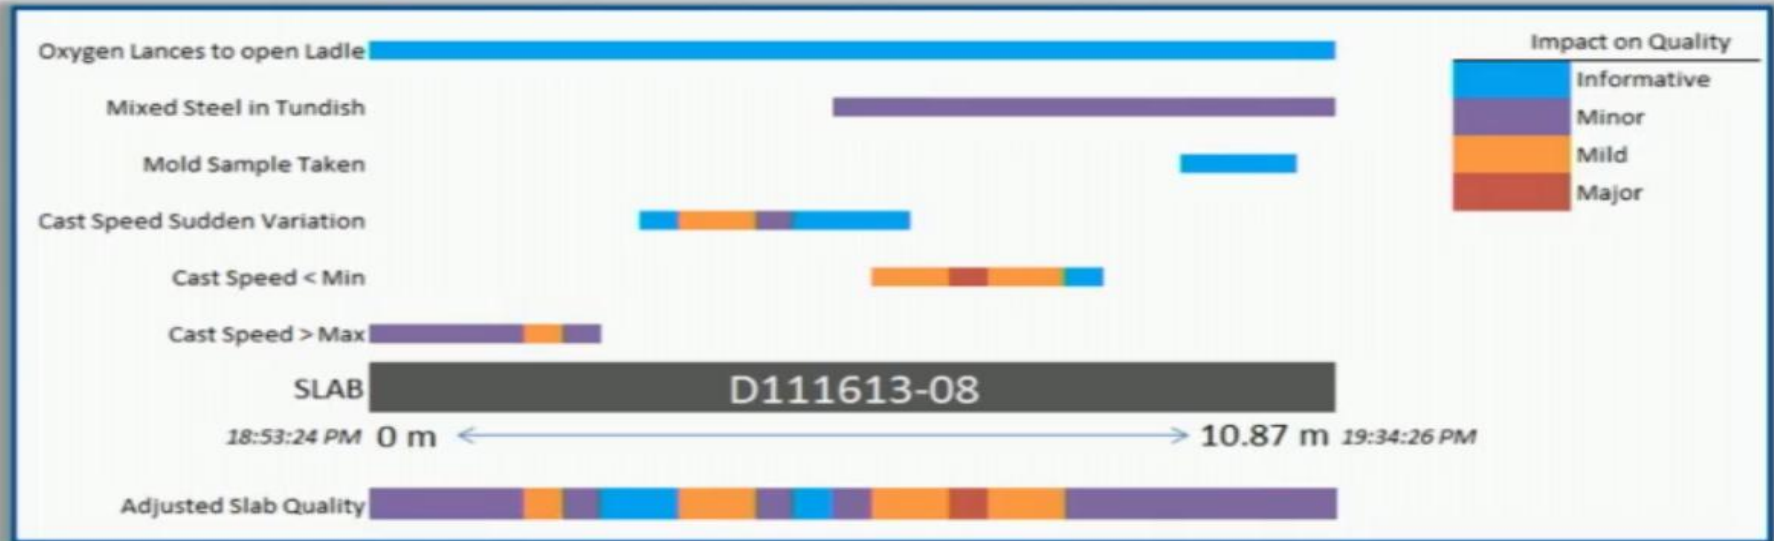 Oxygen Lances to open Ladle
Mixed Steel in Tundish
Mold Sample Taken
Cast Speed Sudden Variation
Cast Speed < Min
Cast Speed > Max
SLAB D111613-08
18:53:24 PM 0 m 10.87 m 19:34:26 PM
Adjusted Slab Quality
Impact on Quality
Informative
Minor
Mild
Major